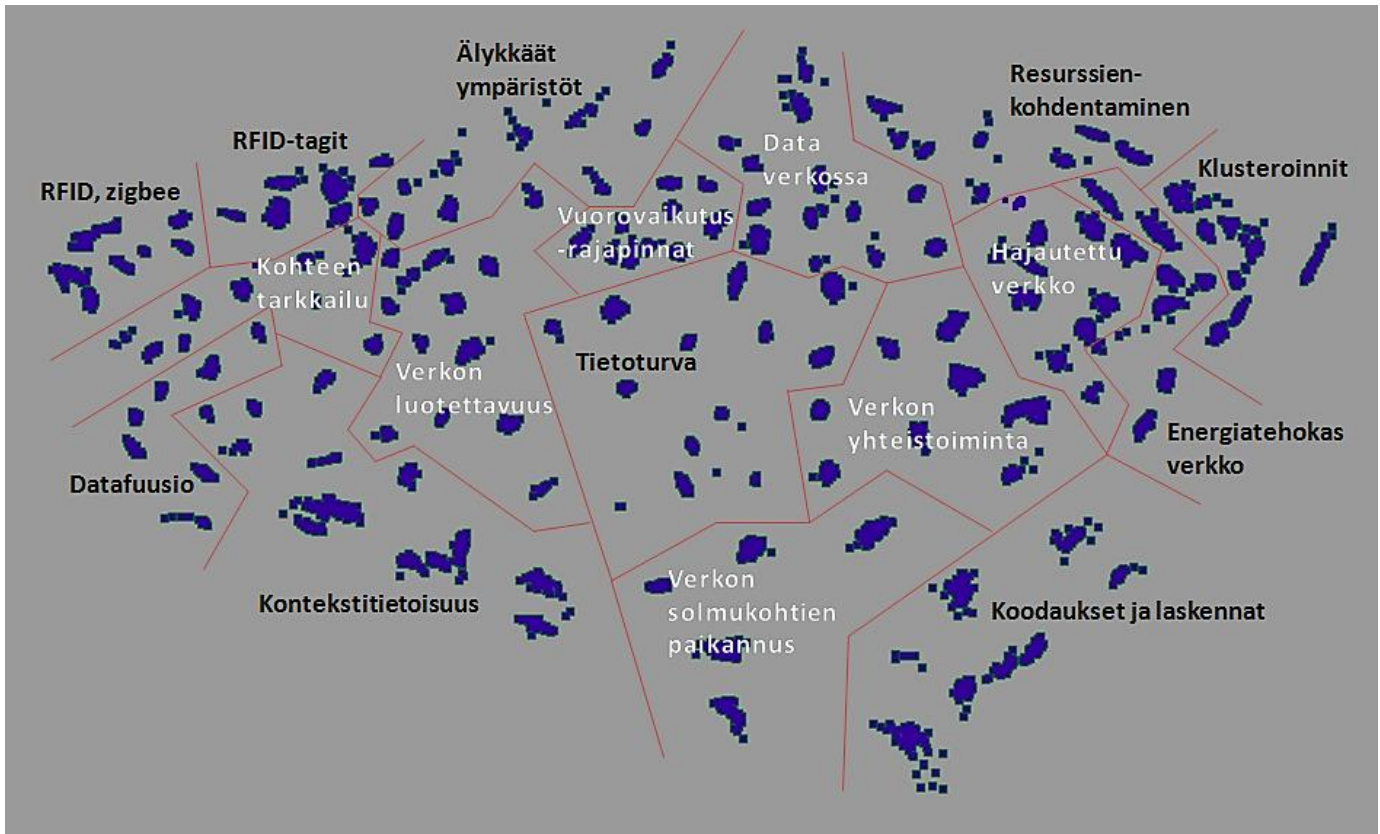 Älykkäät
ympäristöt
Resurssien-
kohdentaminen
RFID-tagit
Data
verkossa
Klusteroinnit
RFID, zigbee
Vuorovaikutus
-rajapinnat
Hajautettu
verkko
Kohteen
tarkkailu
Tietoturva
Verkon
luotettavuus
Verkon
yhteistoiminta
Energiatehokas
verkko
Datafuusio
Kontekstitietoisuus
Verkon
solmukohtien
paikannus
Koodaukset ja laskennat